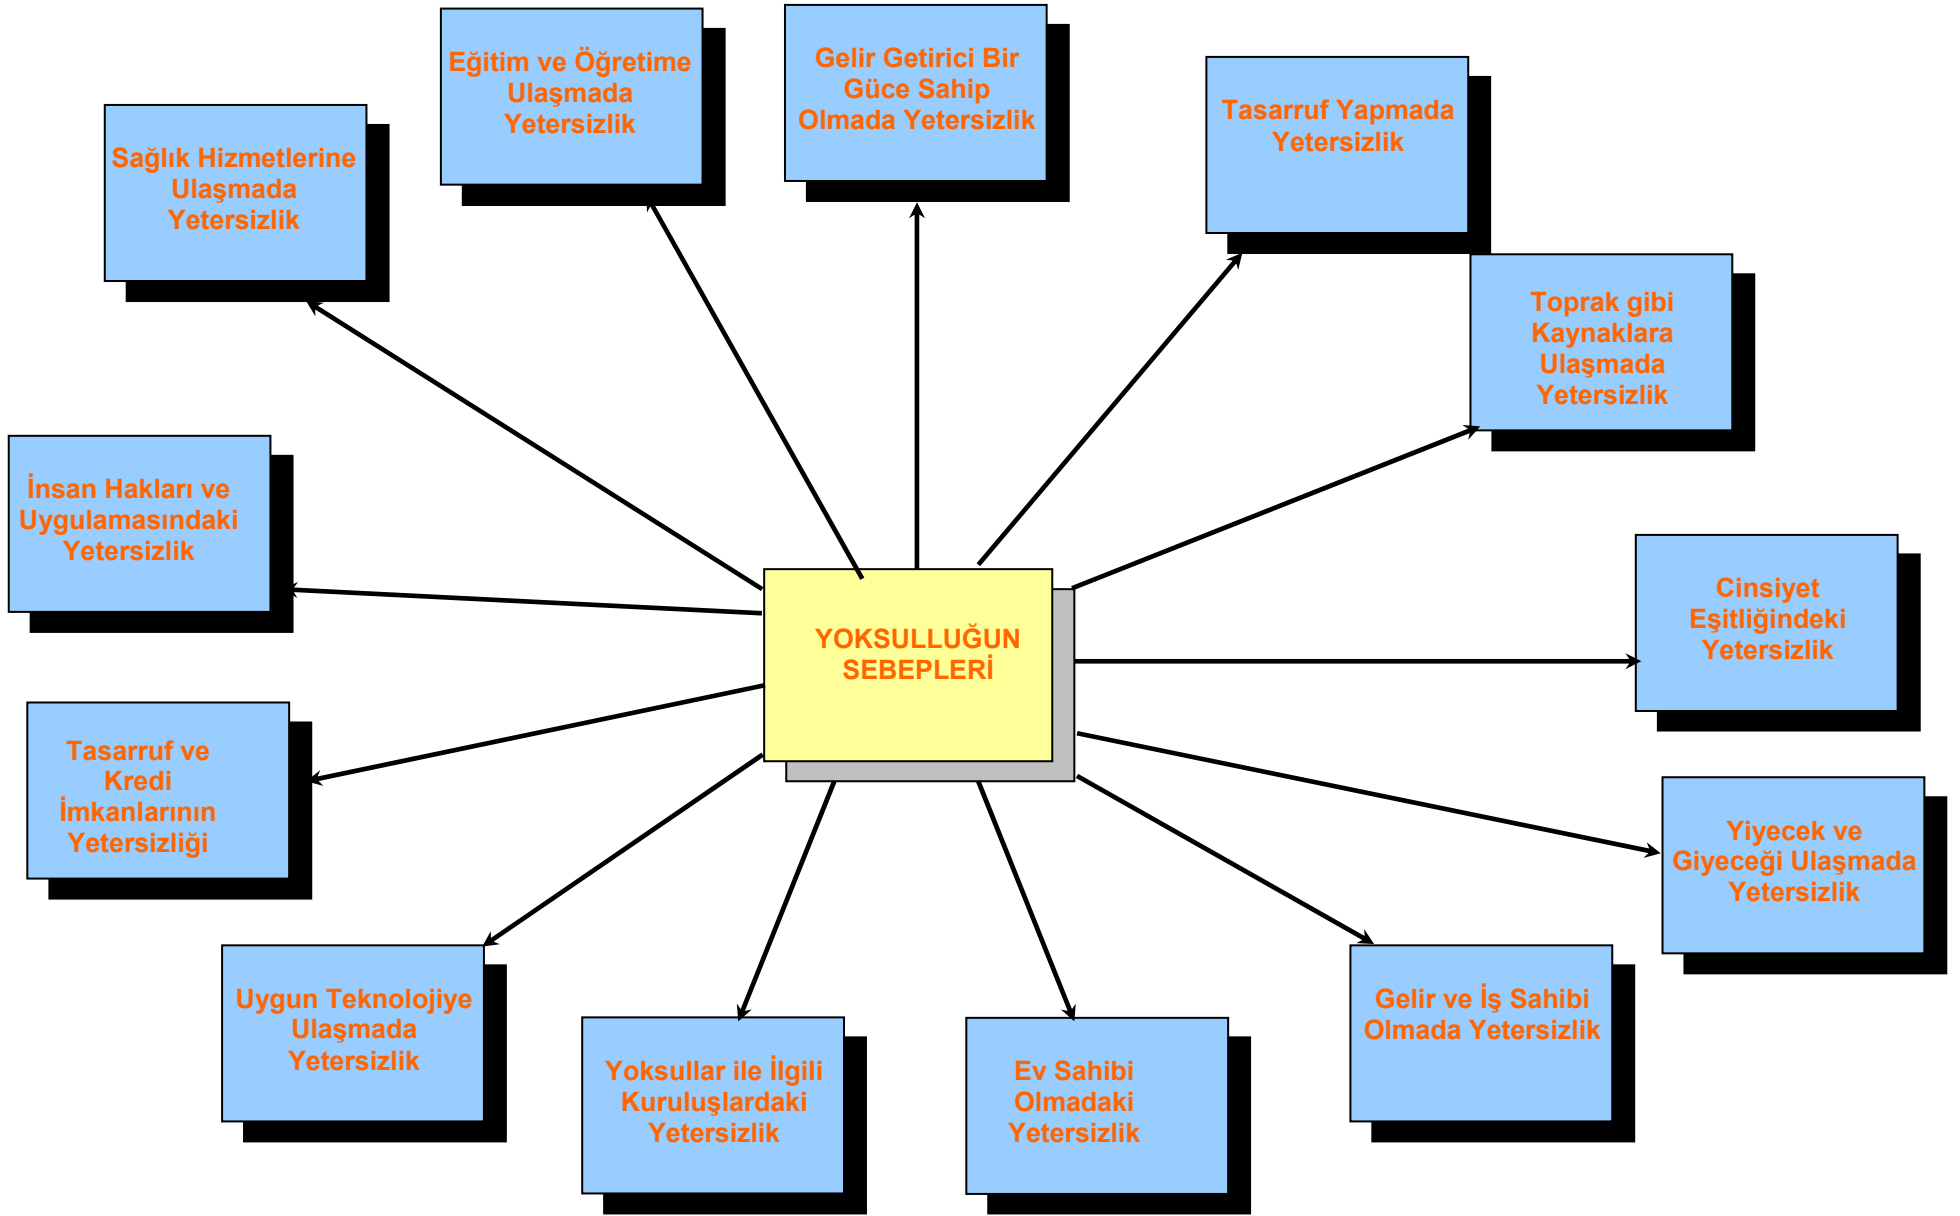 Eğitim ve Öğretime
Ulaşmada
Yetersizlik
Gelir Getirici Bir
Güce Sahip
Olmada Yetersizlik
Tasarruf Yapmada
Yetersizlik
Sağlık Hizmetlerine
Ulaşmada
Yetersizlik
Toprak gibi
Kaynaklara
Ulaşmada
Yetersizlik
İnsan Hakları ve
Uygulamasındaki
Yetersizlik
Cinsiyet
Eşitliğindeki
Yetersizlik
YOKSULLUĞUN
SEBEPLERİ
Tasarruf ve
Kredi
İmkanlarının
Yetersizliği
Yiyecek ve
Giyeceği Ulaşmada
Yetersizlik
Uygun Teknolojiye
Ulaşmada
Yetersizlik
Yoksullar ile İlgili
Kuruluşlardaki
Yetersizlik
Ev Sahibi
Olmadaki
Yetersizlik
Gelir ve İş Sahibi
Olmada Yetersizlik